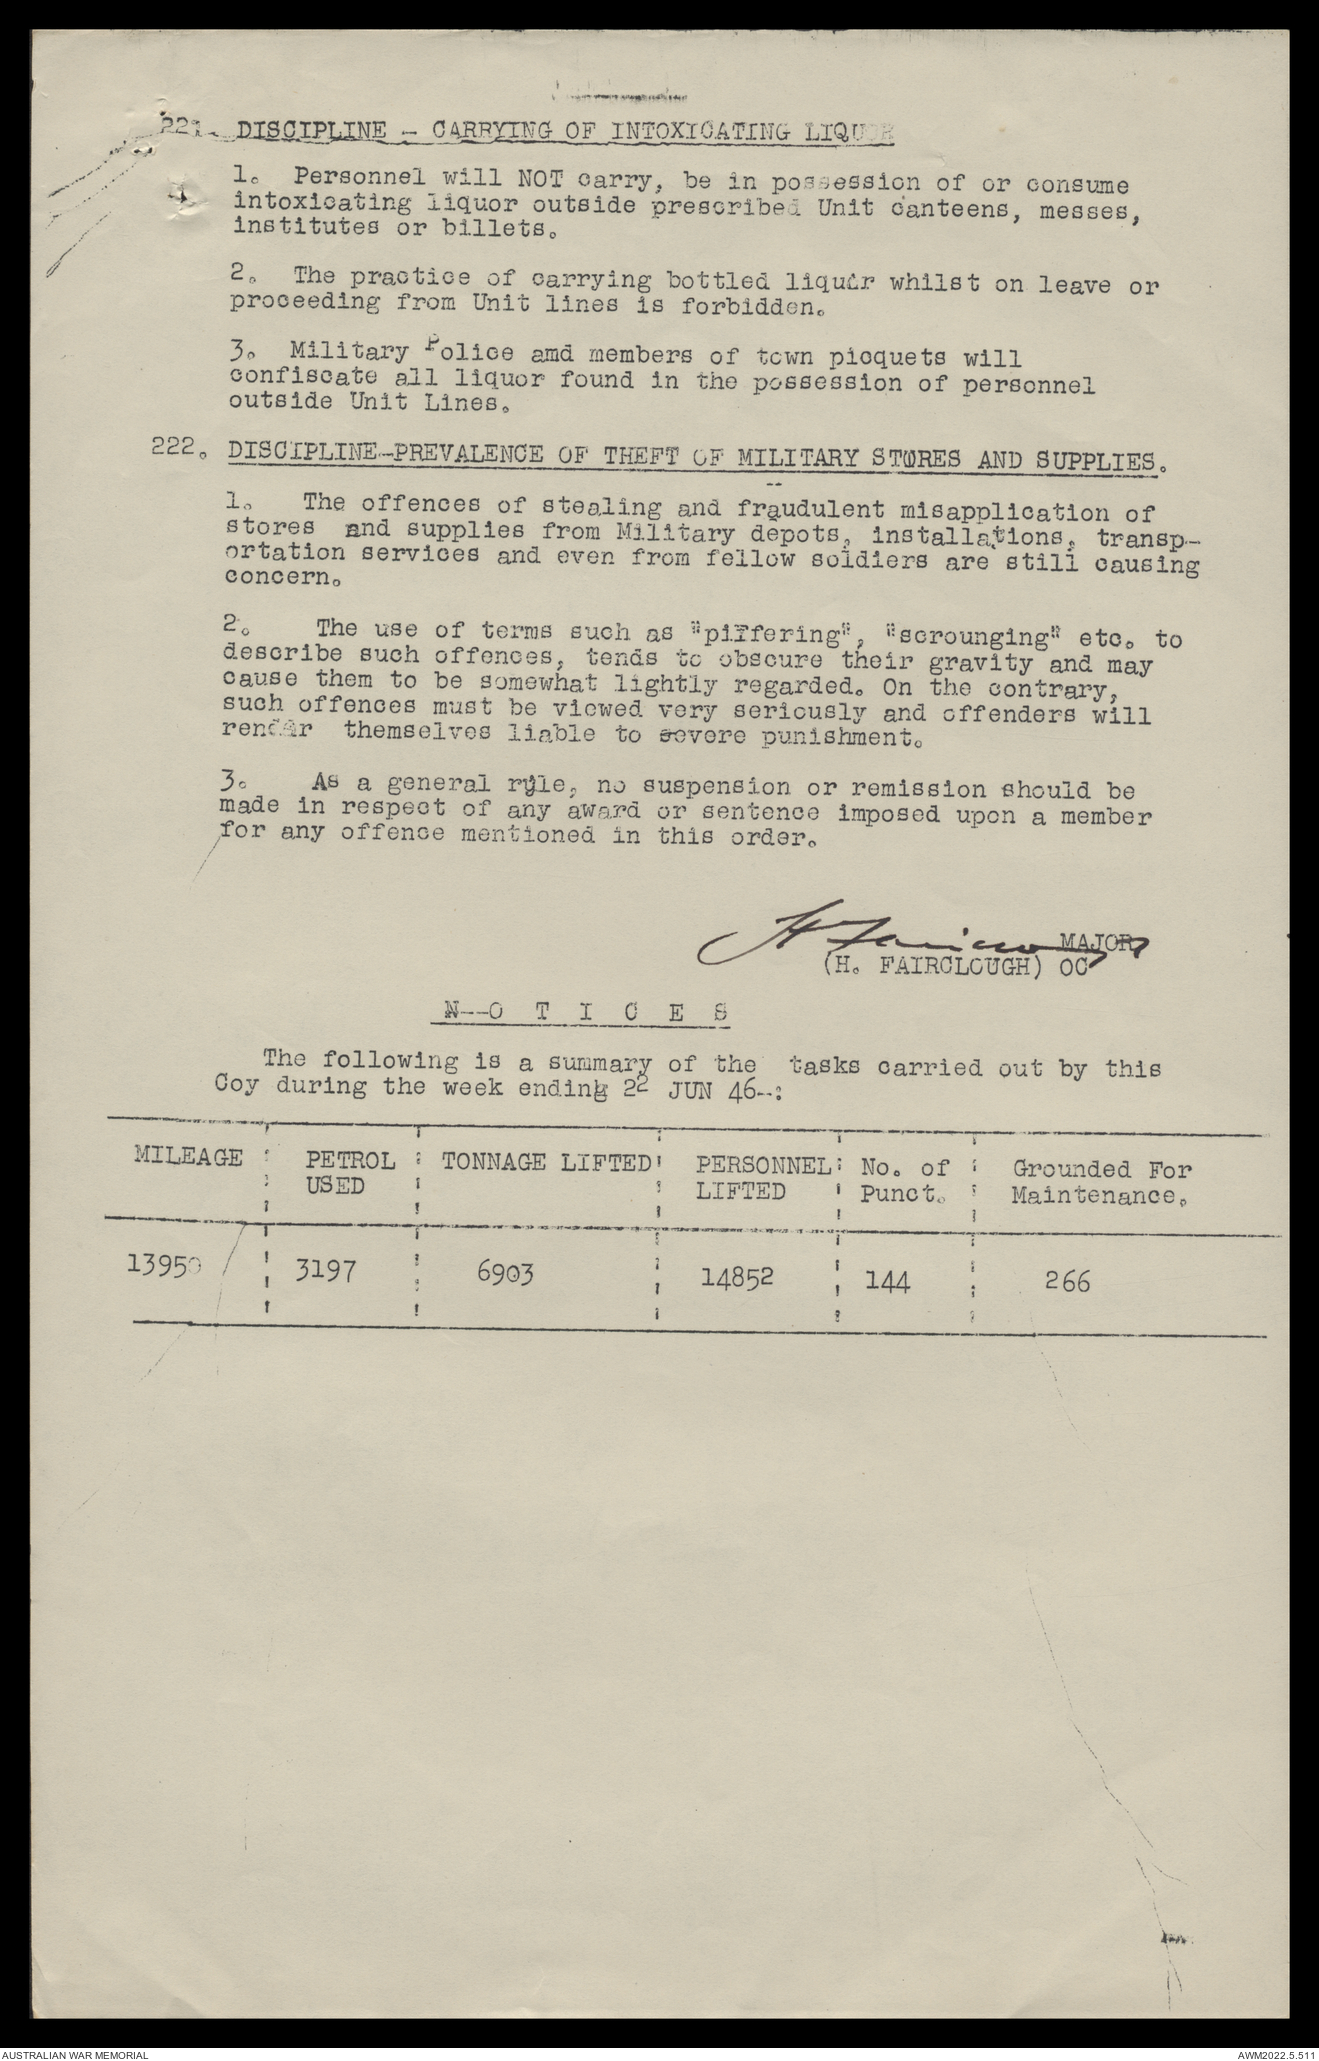 221. DISCIPLINE - CARRYING OF INTOXICATING LIQUOR
1. Personnel will NOT carry, be in possession of or consume
intoxicating liquor outside prescribed Unit canteens, messes,
institutes or billets.
2. The practice of carrying bottled liquor whilst on leave or
proceeding from Unit lines is forbidden.
3. Military Police amd members of town picquets will
confiscate all liquor found in the possession of personnel
outside Unit Lines.
222. DISCIPLINE-PREVALENCE OF THEFT OF MILITARY STORES AND SUPPLIES.
1. The offences of stealing and fraudulent misapplication of
stores and supplies from Military depots, installations, transp-
ortation services and even from fellow soldiers are still causing
concern.
2. The use of terms such as "pilfering", "scrounging" etc. to
describe such offences, tends to obscure their gravity and may
cause them to be somewhat lightly regarded. On the contrary,
such offences must be viewed very seriously and offenders will
render themselves liable to severe punishment.
3. As a general rule, no suspension or remission should be
made in respect of any award or sentence imposed upon a member
for any offence mentioned in this order.
MAJOR
(H. FAIRCLOUGH) OC
N--O T I C E S
The following is a summary of the tasks carried out by this
Coy during the week ending 22 JUN 46-:
MILEAGE PETROL TONNAGE LIFTED PERSONNEL No. of Grounded For
USED LIFTED Punct. Maintenance.
13950 3197 6903 14852 144 266
AUSTRALIAN WAR MEMORIAL AWM2022.5.511